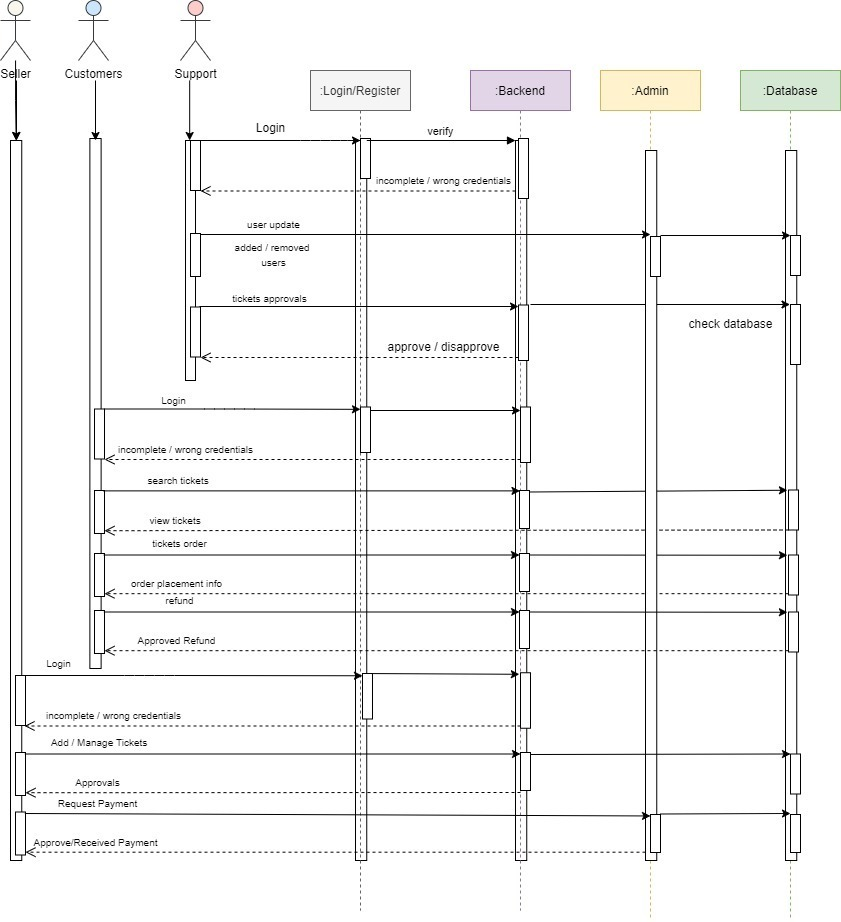 Seller
Customers
Support
:Login/Register
:Backend
:Admin
:Database
Login
verify
incomplete / wrong credentials
user update
added / removed
users
tickets approvals
check database
approve / disapprove
Login
incomplete / wrong credentials
search tickets
view tickets
tickets order
order placement info
refund
Approved Refund
Login
incomplete / wrong credentials
Add / Manage Tickets
Approvals
Request Payment
Approve/Received Payment